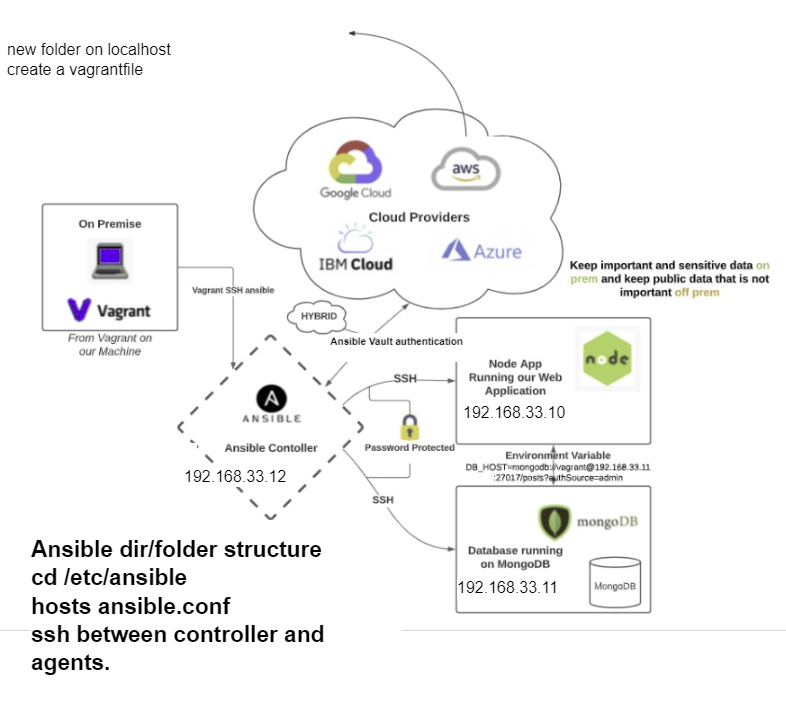 new folder on localhost
create a vagrantfile
Google Cloud
aws
Cloud Providers
IBM Cloud
Azure
On Premise
Vagrant
From Vagrant on
our Machine
Vagrant SSH ansible
Keep important and sensitive data on
prem and keep public data that is not
important off prem
HYBRID
Ansible Vault authentication
A
ANSIBLE
Ansible Contoller
192.168.33.12
SSH
Password Protected
SSH
Node App
Running our Web
Application
node
192.168.33.10
Environment Variable
DB_HOST=mongodb://vagrant@192.168.33.11
:27017/posts?authSource=admin
mongoDB
Database running
on MongoDB
192.168.33.11
MongoDB
Ansible dir/folder structure
cd /etc/ansible
hosts ansible.conf
ssh between controller and
agents.